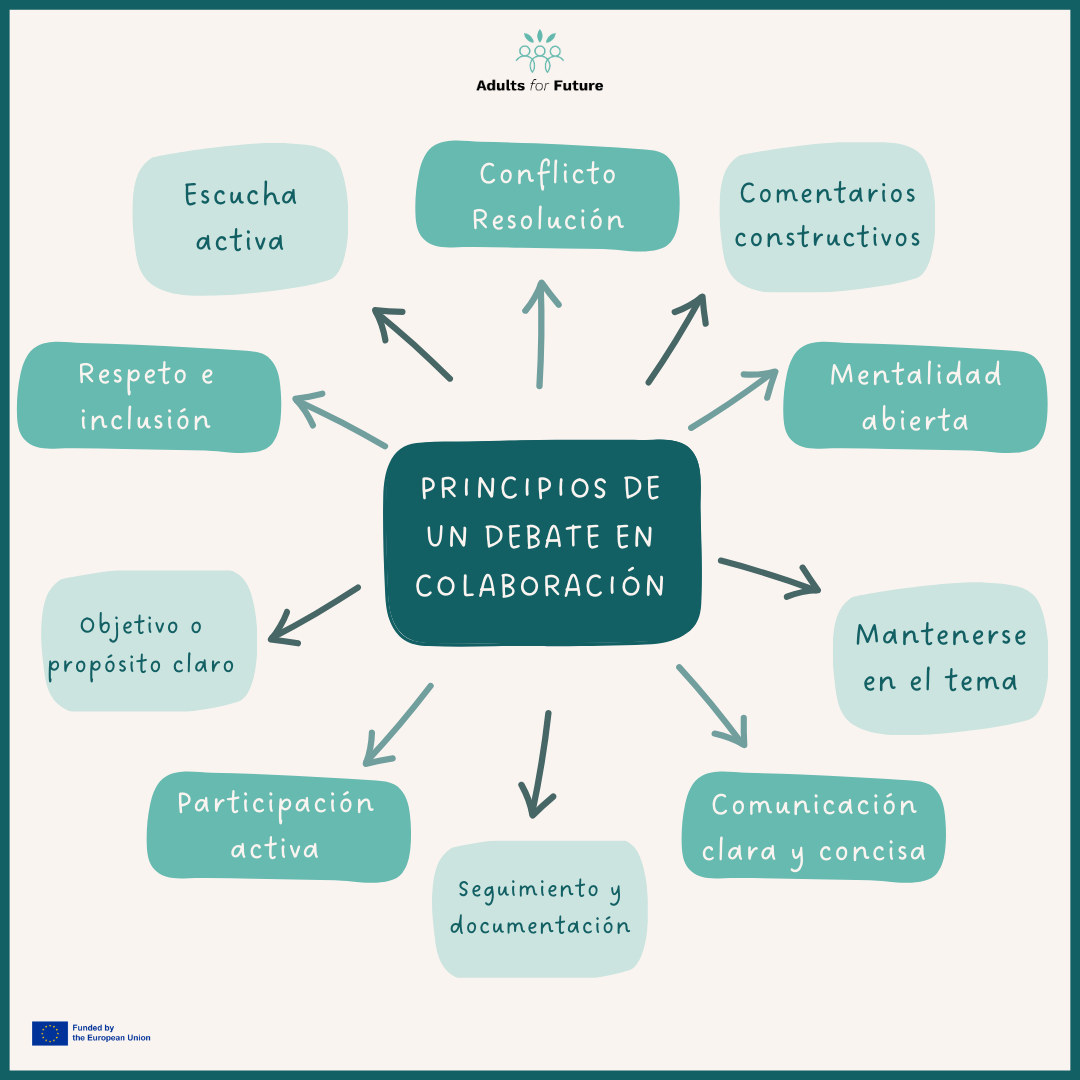 Adults for Future
Escucha
activa
Conflicto
Resolución
Comentarios
constructivos
Respeto e
inclusión
Mentalidad
abierta
PRINCIPIOS DE
UN DEBATE EN
COLABORACIÓN
Objetivo o
propósito claro
Mantenerse
en el tema
Participación
activa
Comunicación
clara y concisa
Seguimiento y
documentación
Funded by
the European Union